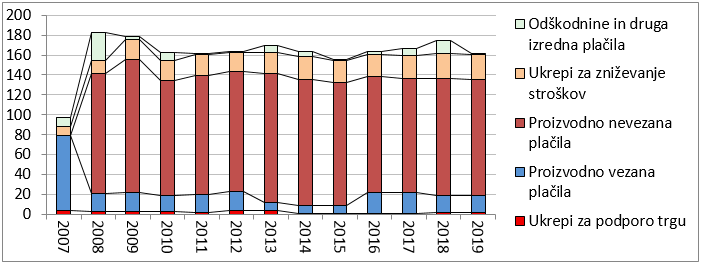 200
180
160
140
120
100
80
60
40
20
0
2007
2008
2009
2010
2011
2012
2013
2014
2015
2016
2017
2018
2019
Odškodnine in druga
izredna plačila
Ukrepi za zniževanje
stroškov
Proizvodno nevezana
plačila
Proizvodno vezana
plačila
Ukrepi za podporo trgu